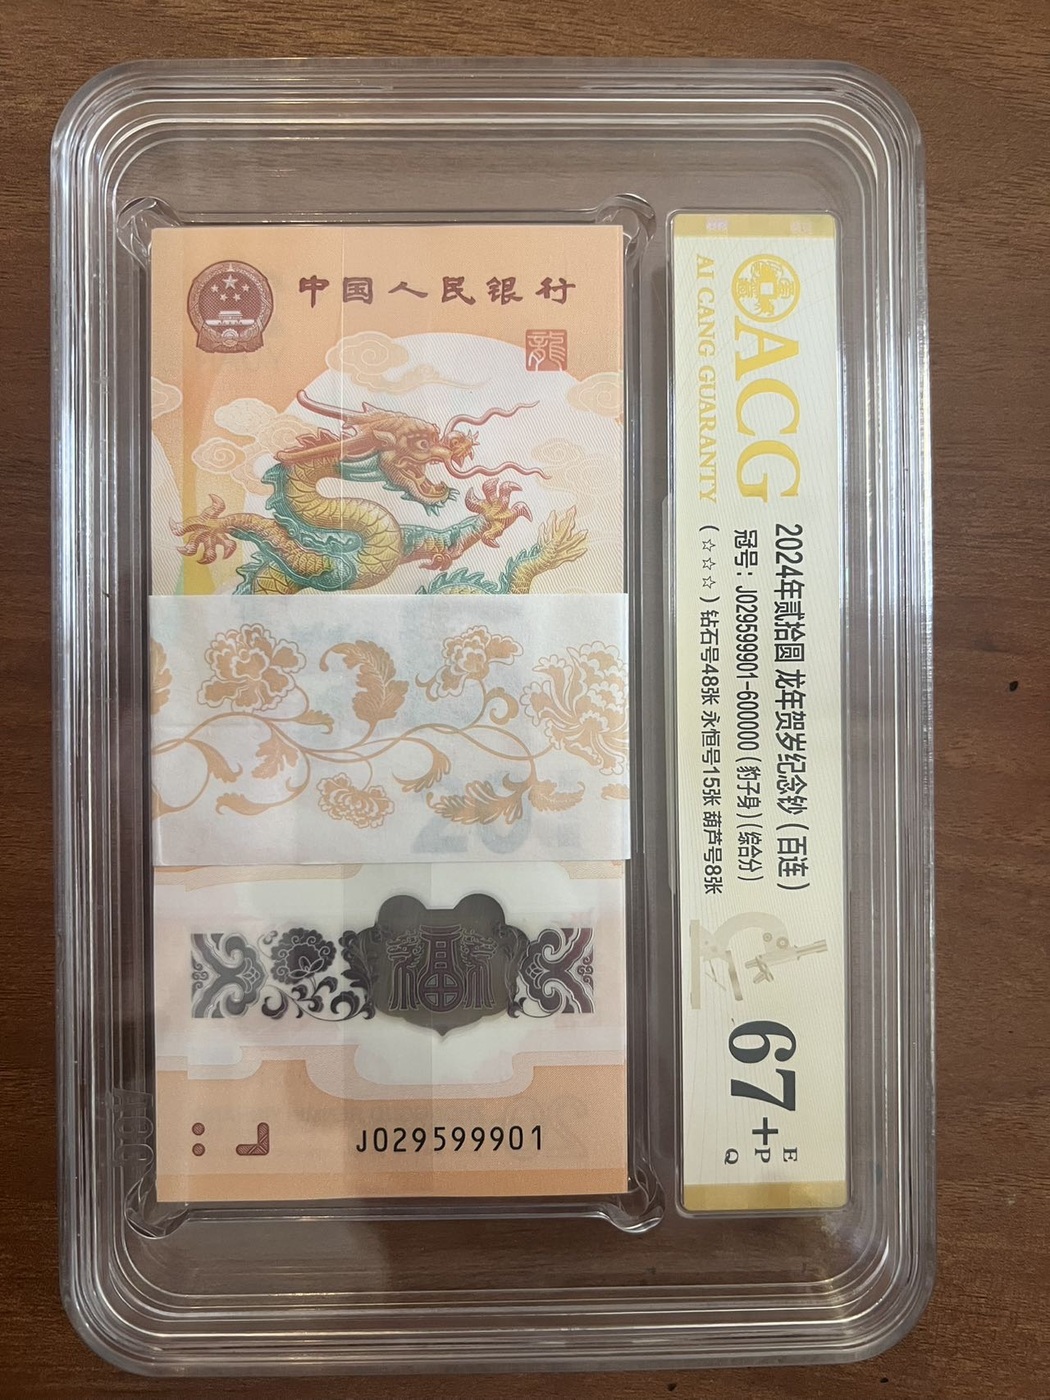 中国人民银行
龍
J029599901
ACG
AI CANG GUARANTY
2024年贰拾圆 龙年贺岁纪念钞（百连）
冠号：J029599901-600000（豹子身）（综合分）
（☆☆☆）钻石号48张 永恒号15张 葫芦号8张
67+
EPQ